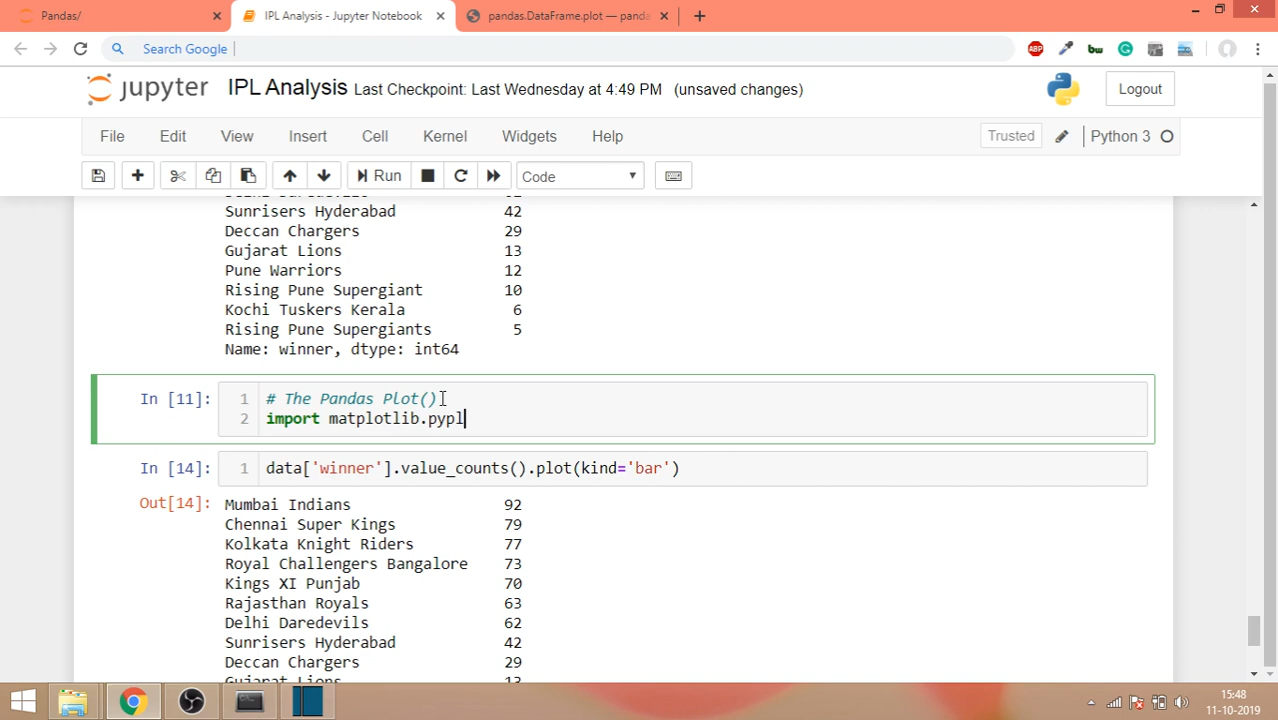 Pandas/
IPL Analysis - Jupyter Notebook
pandas.DataFrame.plot — panda
Search Google
ABP
bw
G
jupyter
IPL Analysis Last Checkpoint: Last Wednesday at 4:49 PM (unsaved changes)
Logout
File Edit View Insert Cell Kernel Widgets Help
Trusted
Python 3
Run
Code
Sunrisers Hyderabad 42
Deccan Chargers 29
Gujarat Lions 13
Pune Warriors 12
Rising Pune Supergiant 10
Kochi Tuskers Kerala 6
Rising Pune Supergiants 5
Name: winner, dtype: int64
In [11]: 1 # The Pandas Plot()
2 import matplotlib.pypl
In [14]: 1 data['winner'].value_counts().plot(kind='bar')
Out[14]: Mumbai Indians 92
Chennai Super Kings 79
Kolkata Knight Riders 77
Royal Challengers Bangalore 73
Kings XI Punjab 70
Rajasthan Royals 63
Delhi Daredevils 62
Sunrisers Hyderabad 42
Deccan Chargers 29
Gujarat Lions 13
15:48
11-10-2019